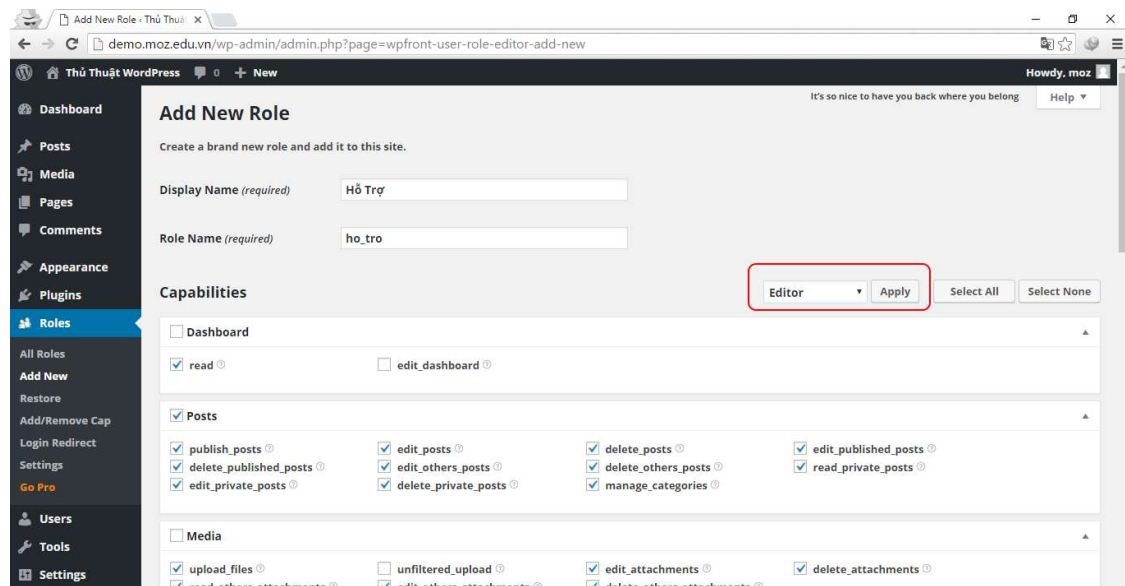 Add New Role ‹ Thủ Thuậ
demo.moz.edu.vn/wp-admin/admin.php?page=wpfront-user-role-editor-add-new
Thủ Thuật WordPress 0 + New Howdy, moz
It's so nice to have you back where you belong Help
Dashboard
Posts
Media
Pages
Comments
Appearance
Plugins
Roles
All Roles
Add New
Restore
Add/Remove Cap
Login Redirect
Settings
Go Pro
Users
Tools
Settings
Add New Role
Create a brand new role and add it to this site.
Display Name (required) Hỗ Trợ
Role Name (required) ho_tro
Capabilities Editor Apply Select All Select None
Dashboard
read edit_dashboard
Posts
publish_posts edit_posts delete_posts edit_published_posts
delete_published_posts edit_others_posts delete_others_posts read_private_posts
edit_private_posts delete_private_posts manage_categories
Media
upload_files unfiltered_upload edit_attachments delete_attachments
read_others_attachments edit_others_attachments delete_others_attachments